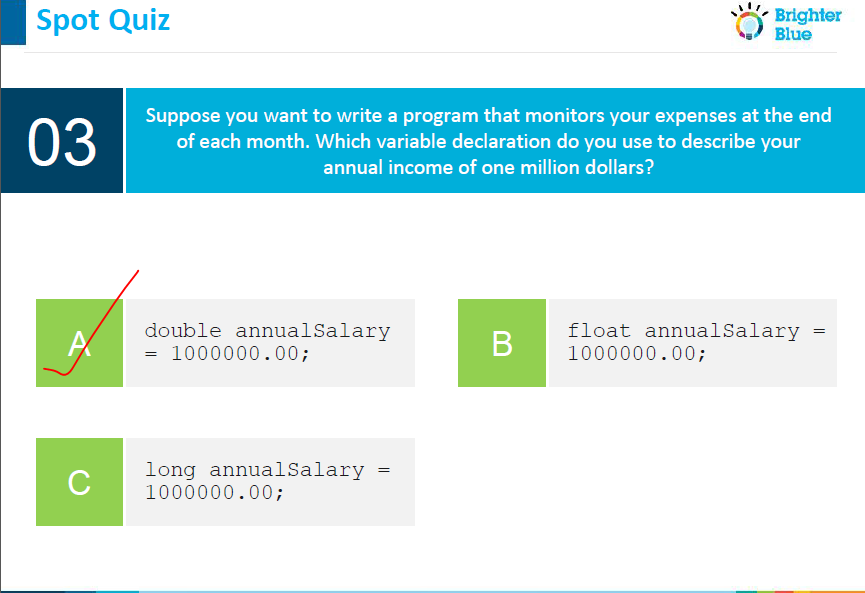 Spot Quiz
Brighter
Blue
03
Suppose you want to write a program that monitors your expenses at the end
of each month. Which variable declaration do you use to describe your
annual income of one million dollars?
A
double annualSalary
= 1000000.00;
B
float annualSalary =
1000000.00;
C
long annualSalary =
1000000.00;